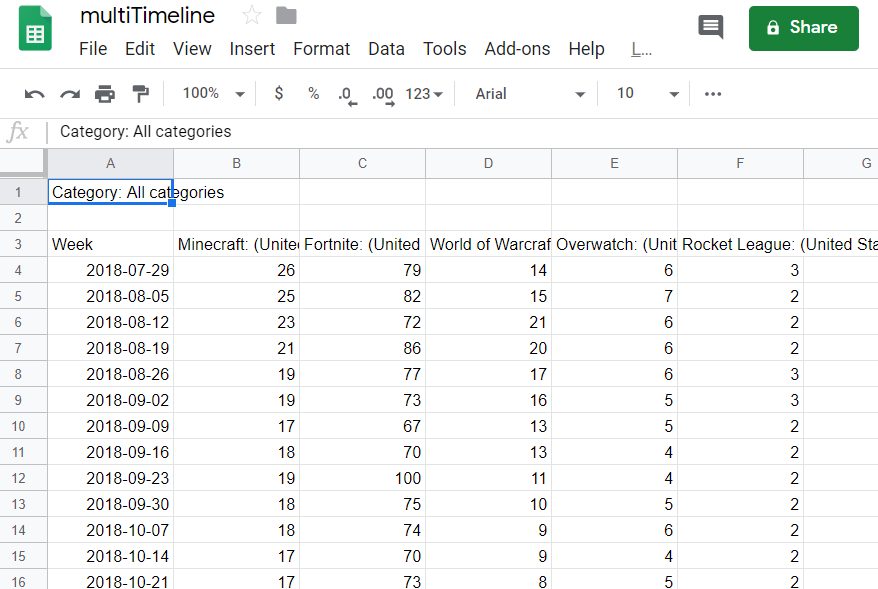 multiTimeline
File Edit View Insert Format Data Tools Add-ons Help L...
Share
100% $ % .0 .00 123 Arial 10
fx Category: All categories
A B C D E F G
1 Category: All categories
2
3 Week Minecraft: (United Fortnite: (United World of Warcraf Overwatch: (Unit Rocket League: (United Sta
4 2018-07-29 26 79 14 6 3
5 2018-08-05 25 82 15 7 2
6 2018-08-12 23 72 21 6 2
7 2018-08-19 21 86 20 6 2
8 2018-08-26 19 77 17 6 3
9 2018-09-02 19 73 16 5 3
10 2018-09-09 17 67 13 5 2
11 2018-09-16 18 70 13 4 2
12 2018-09-23 19 100 11 4 2
13 2018-09-30 18 75 10 5 2
14 2018-10-07 18 74 9 6 2
15 2018-10-14 17 70 9 4 2
16 2018-10-21 17 73 8 5 2